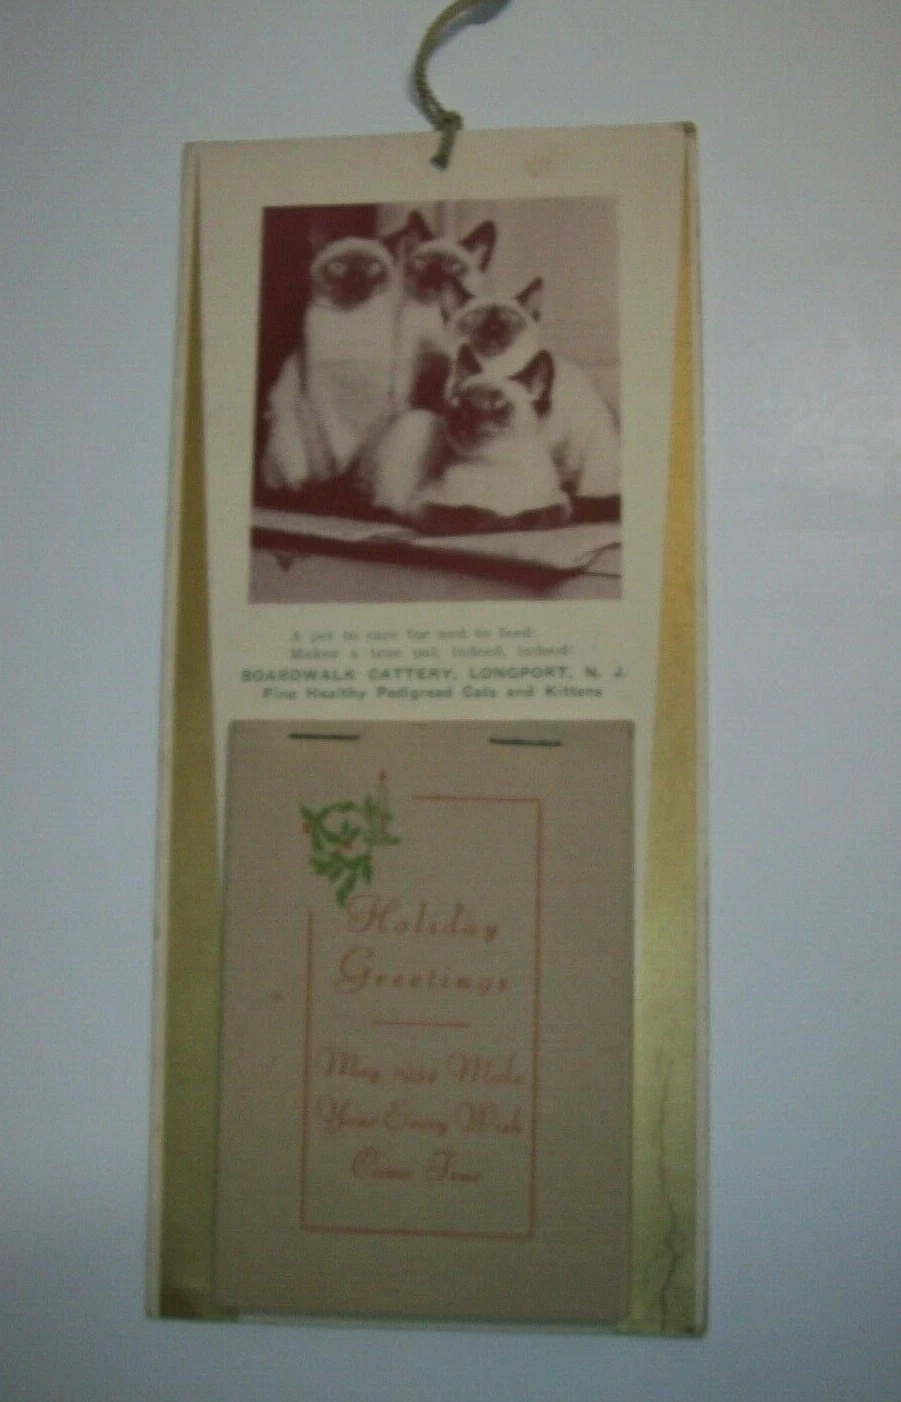 A pet to care for and to feed;
Makes a true pal, indeed, indeed!
BOARDWALK CATTERY, LONGPORT, N. J.
Fine Healthy Pedigreed Cats and Kittens
Holiday
Greetings
May Make
Your Every Wish
Come True